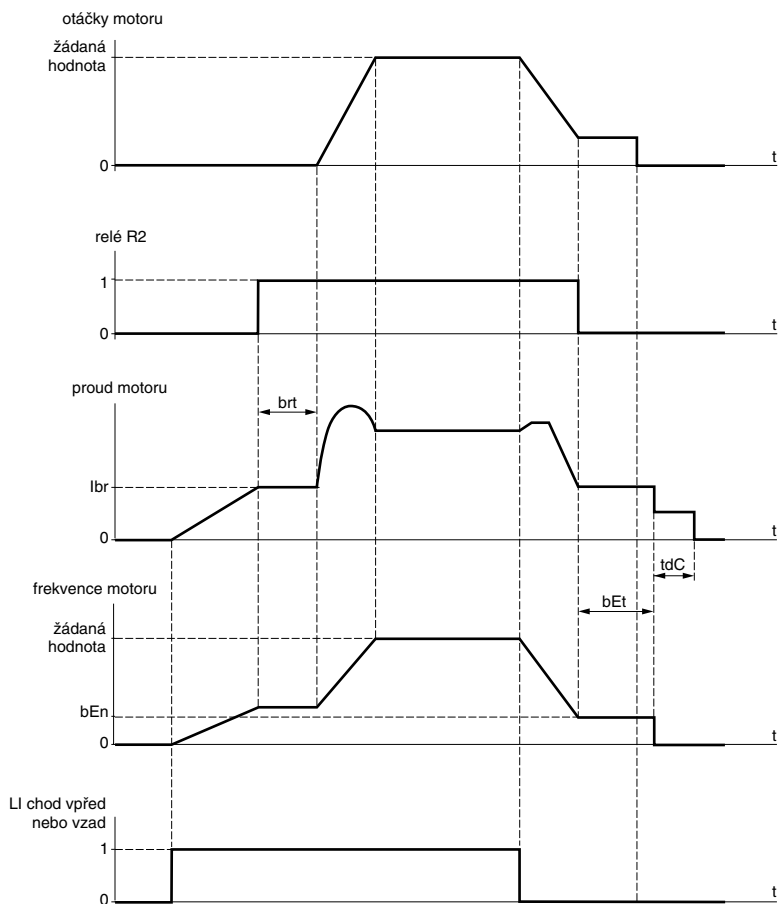 otáčky motoru
žádaná
hodnota
0
t
relé R2
1
0
t
proud motoru
brt
Ibr
0
t
tdC
frekvence motoru
bEt
žádaná
hodnota
bEn
0
t
LI chod vpřed
nebo vzad
1
0
t